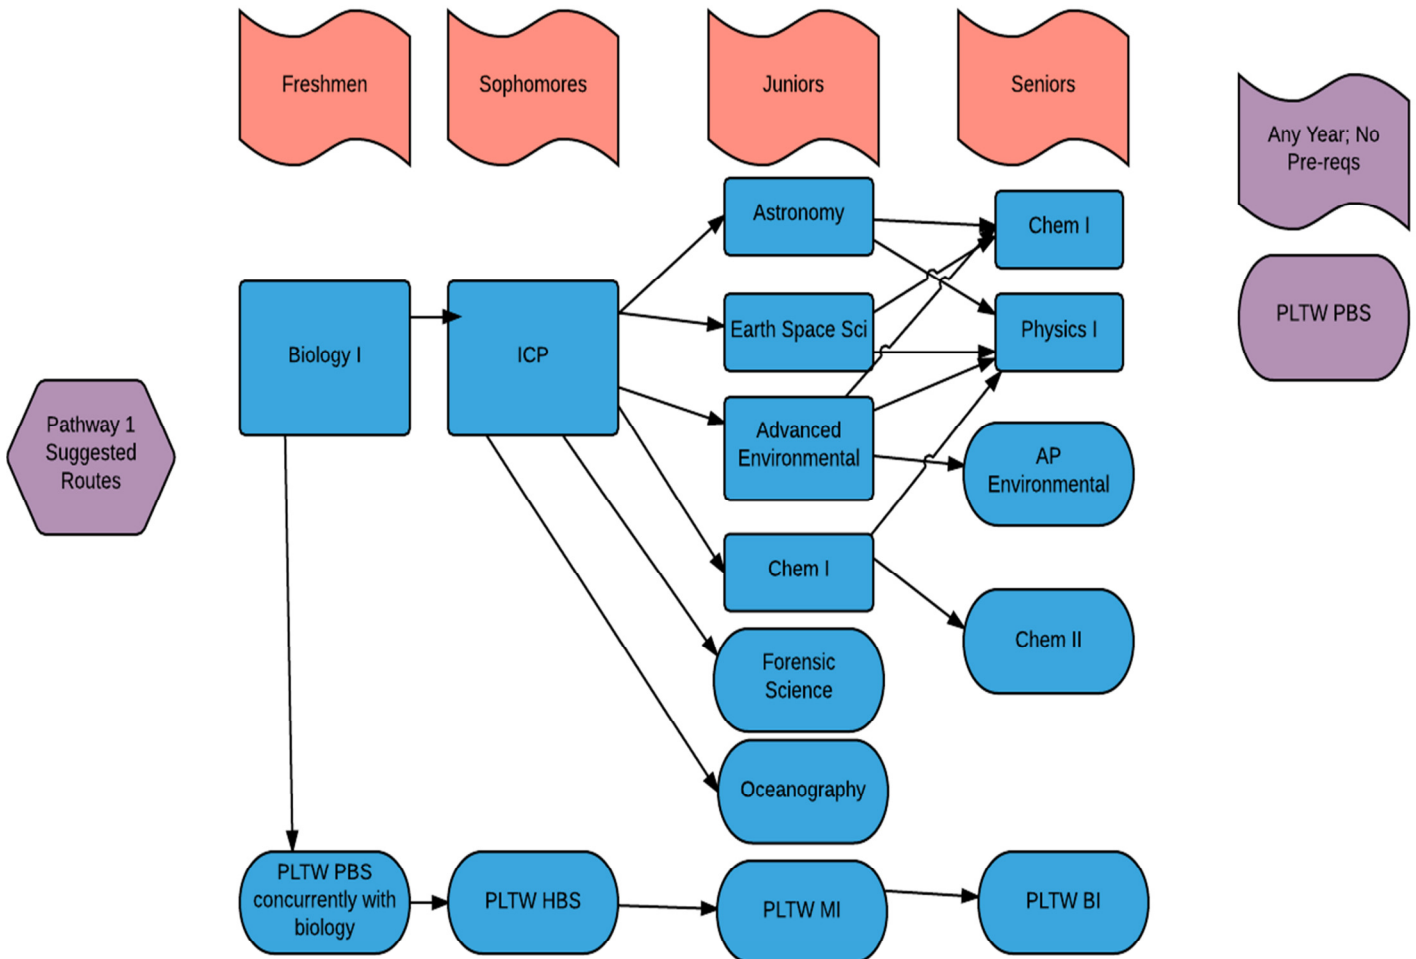 Freshmen
Sophomores
Juniors
Seniors
Any Year; No
Pre-reqs
Astronomy
Chem I
PLTW PBS
Biology I
ICP
Earth Space Sci
Physics I
Pathway 1
Suggested
Routes
Advanced
Environmental
AP
Environmental
Chem I
Chem II
Forensic
Science
Oceanography
PLTW PBS
concurrently with
biology
PLTW HBS
PLTW MI
PLTW BI